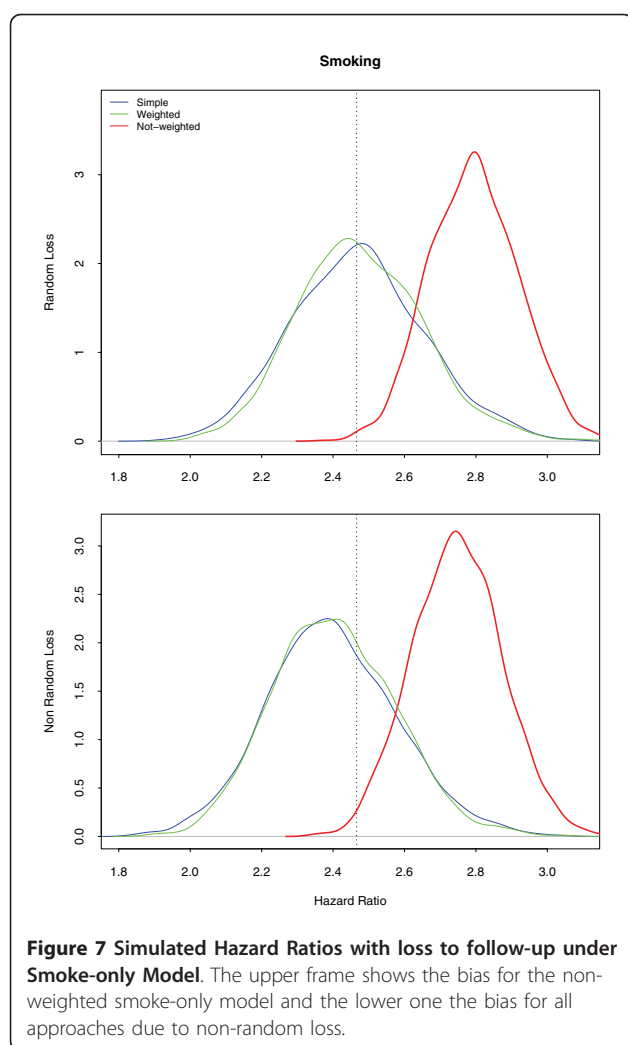 Smoking
Simple
Weighted
Not-weighted
Random Loss
3
2
1
0
1.8 2.0 2.2 2.4 2.6 2.8 3.0
Non Random Loss
3.0
2.5
2.0
1.5
1.0
0.5
0.0
1.8 2.0 2.2 2.4 2.6 2.8 3.0
Hazard Ratio
Figure 7 Simulated Hazard Ratios with loss to follow-up under
Smoke-only Model. The upper frame shows the bias for the non-
weighted smoke-only model and the lower one the bias for all
approaches due to non-random loss.